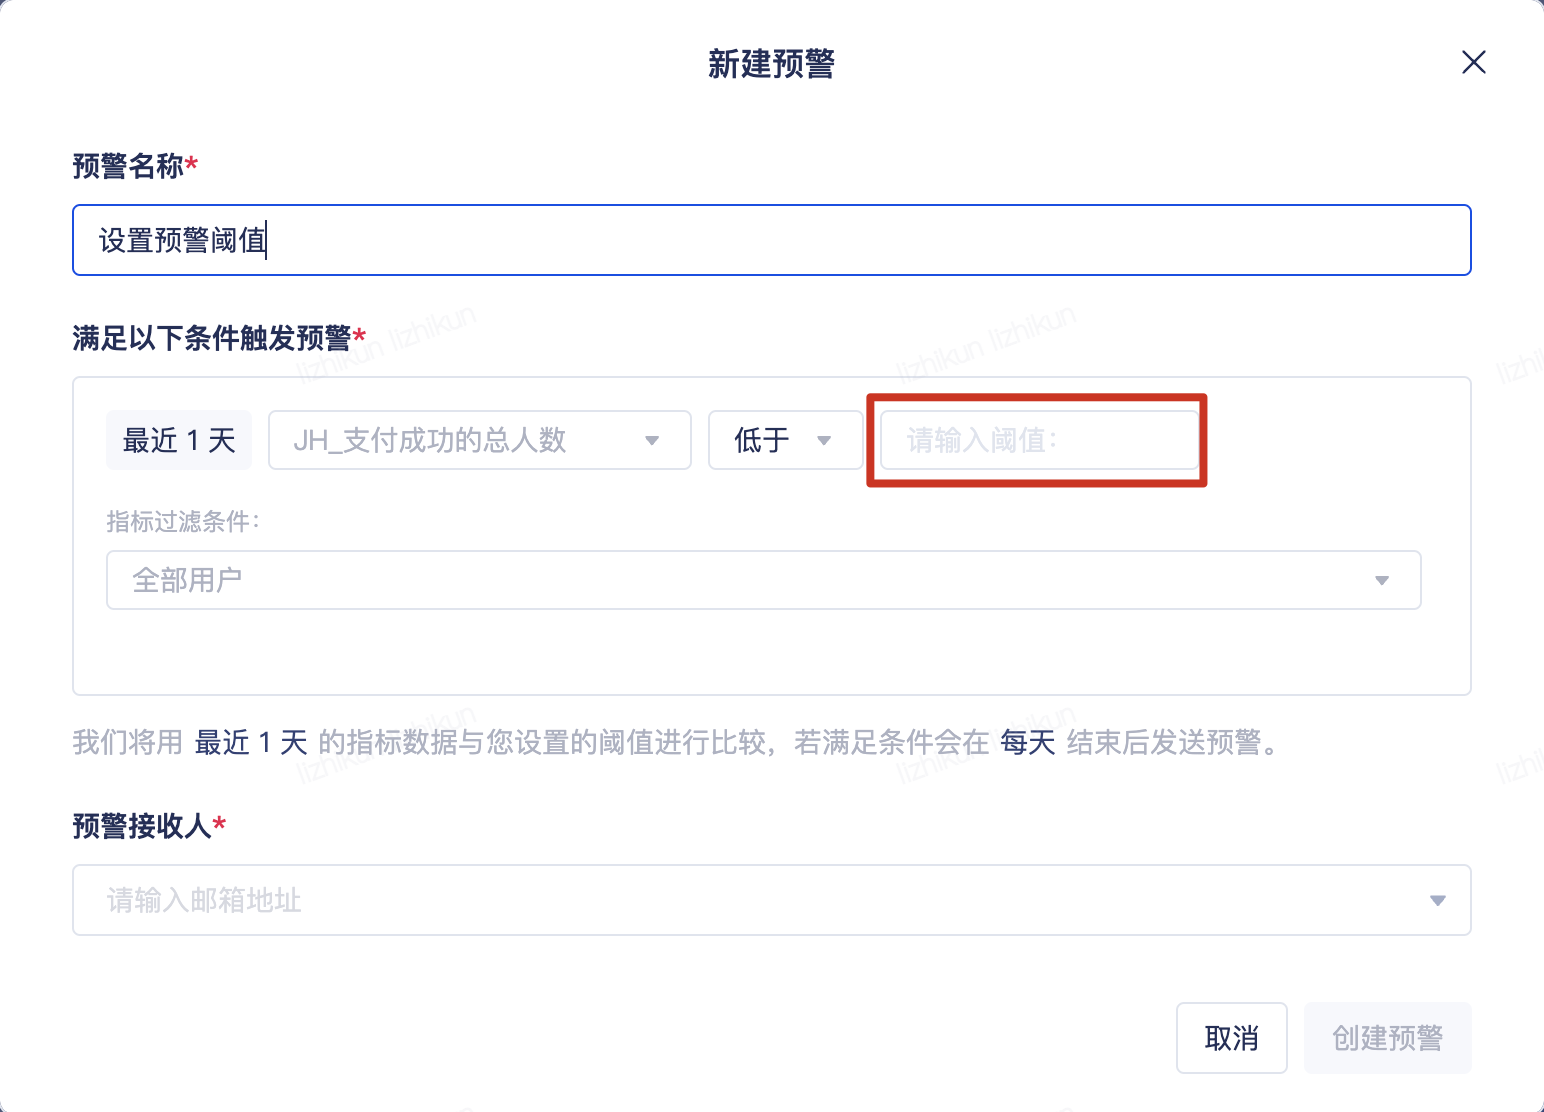 新建预警
预警名称*
设置预警阈值
满足以下条件触发预警*
最近 1 天 JH_支付成功的总人数 低于 请输入阈值:
指标过滤条件:
全部用户
我们将用 最近 1 天 的指标数据与您设置的阈值进行比较，若满足条件会在 每天 结束后发送预警。
预警接收人*
请输入邮箱地址
取消 创建预警
lizhikun lizhikun
lizhikun lizhikun
lizhikun lizhikun
lizhikun lizhikun